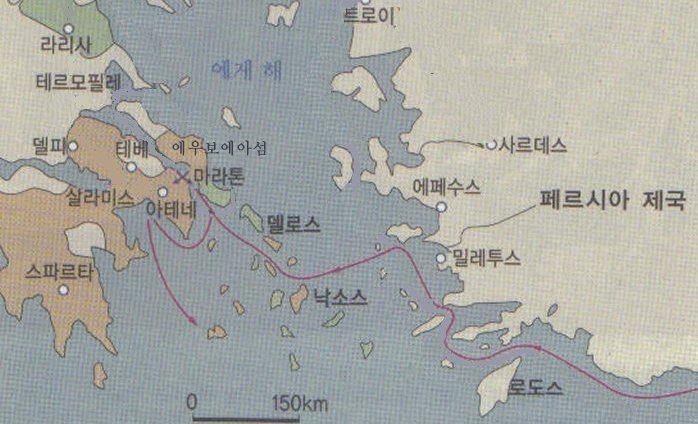 트로이
라리사
에게 해
테르모필레
델피
테베
에우보에아섬
사르데스
마라톤
살라미스
아테네
에페수스
페르시아 제국
델로스
밀레투스
스파르타
낙소스
로도스
0 150km